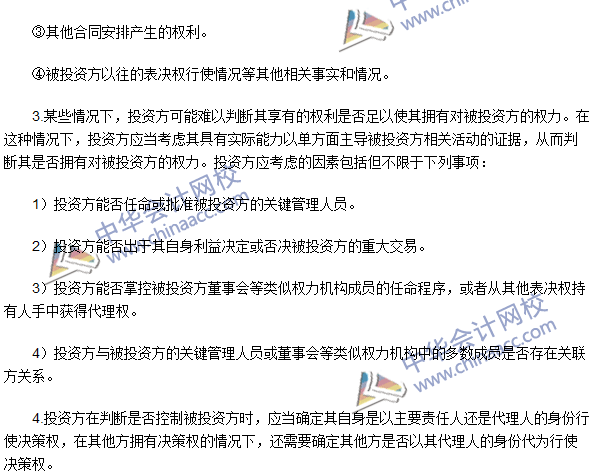 ③其他合同安排产生的权利。
④被投资方以往的表决权行使情况等其他相关事实和情况。
3.某些情况下，投资方可能难以判断其享有的权利是否足以使其拥有对被投资方的权力。在
这种情况下，投资方应当考虑其具有实际能力以单方面主导被投资方相关活动的证据，从而判
断其是否拥有对被投资方的权力。投资方应考虑的因素包括但不限于下列事项：
1）投资方能否任命或批准被投资方的关键管理人员。
2）投资方能否出于其自身利益决定或否决被投资方的重大交易。
3）投资方能否掌控被投资方董事会等类似权力机构成员的任命程序，或者从其他表决权持
有人手中获得代理权。
4）投资方与被投资方的关键管理人员或董事会等类似权力机构中的多数成员是否存在关联
方关系。
4.投资方在判断是否控制被投资方时，应当确定其自身是以主要责任人还是代理人的身份行
使决策权，在其他方拥有决策权的情况下，还需要确定其他方是否以其代理人的身份代为行使
决策权。
中华会计网校
www.chinaacc.com
中华会计网校
www.chinaacc.com
中华会计网校
www.chinaacc.com